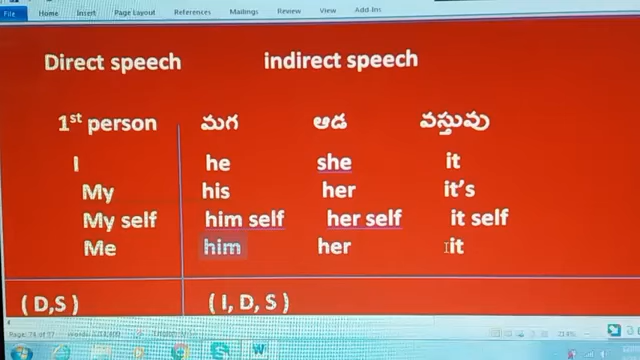 File Home Insert Page Layout References Mailings Review View Add-Ins
Direct speech indirect speech
1st person మగ ఆడ వస్తువు
I he she it
My his her it's
My self him self her self it self
Me him her it
( D,S ) ( I, D, S )